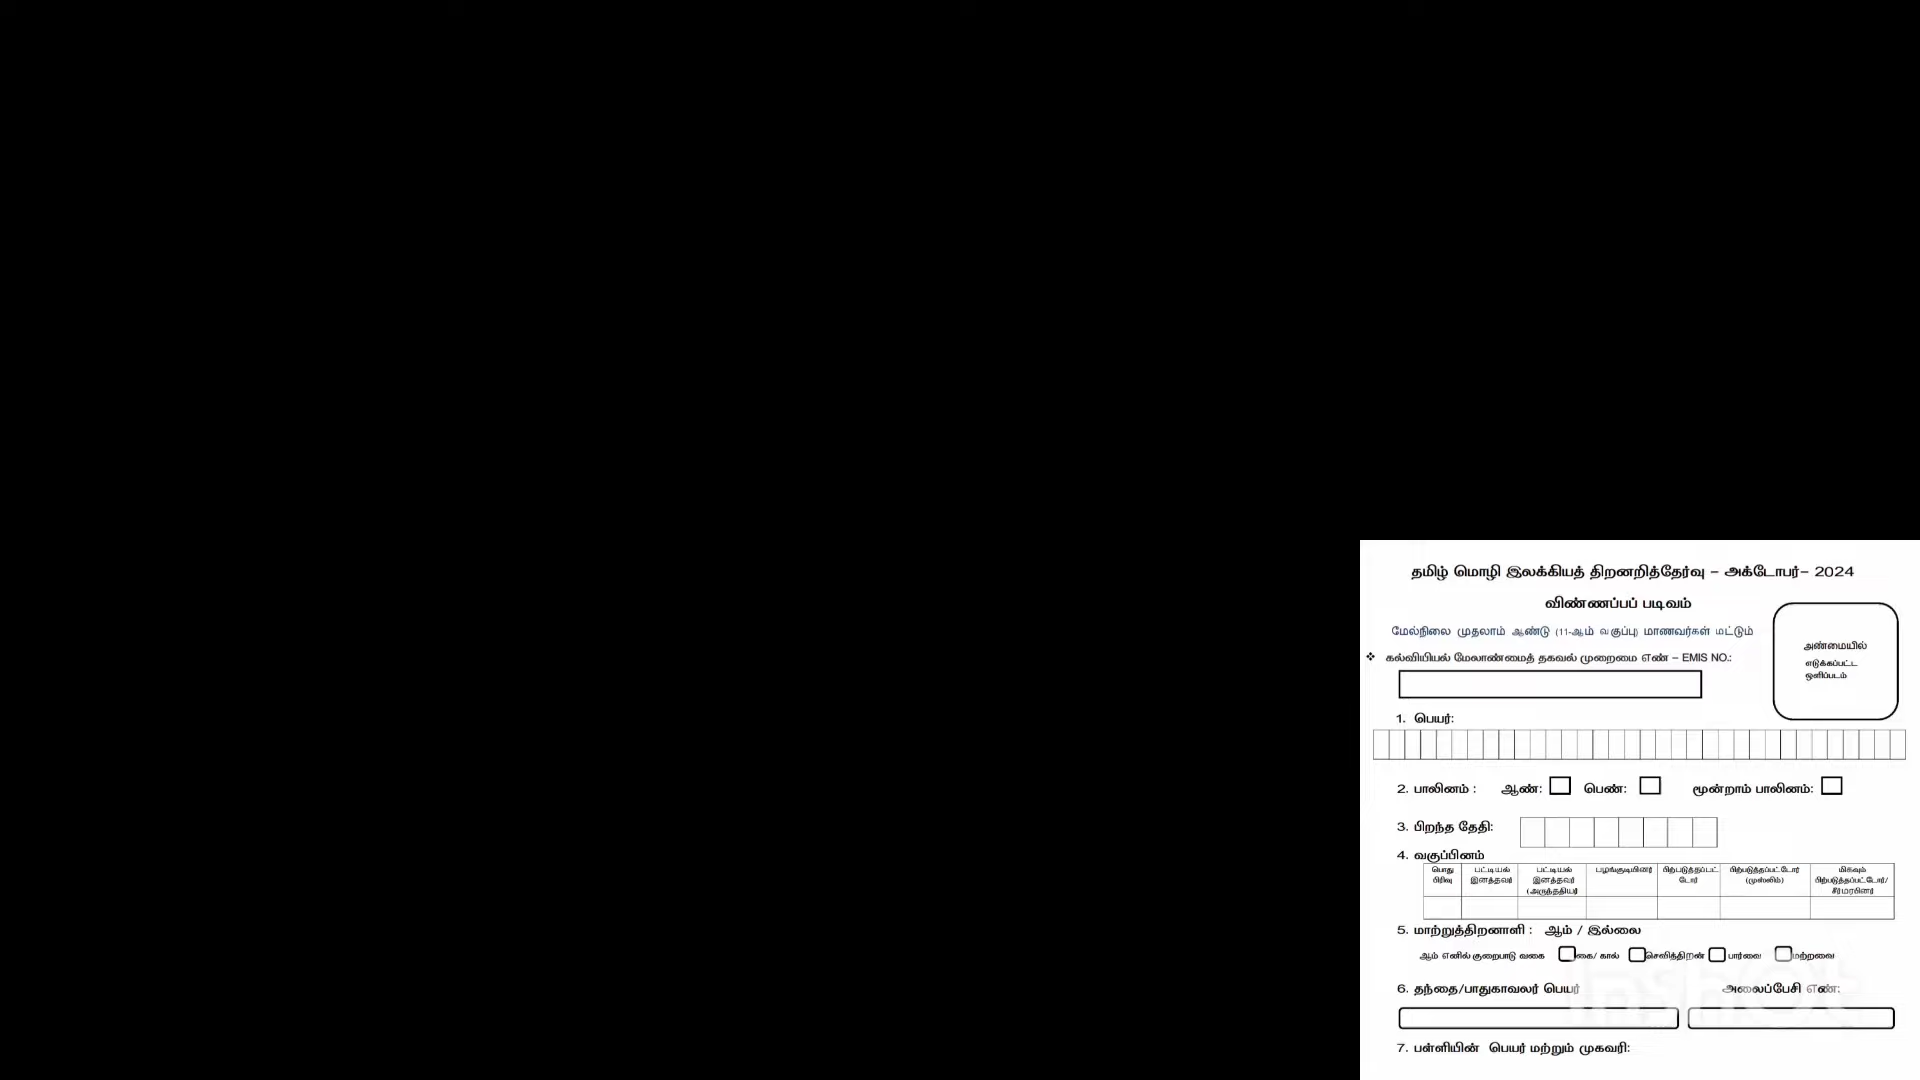 தமிழ் மொழி இலக்கியத் திறனறித்தேர்வு – அக்டோபர்– 2024
விண்ணப்பப் படிவம்
மேல்நிலை முதலாம் ஆண்டு (11-ஆம் வகுப்பு) மாணவர்கள் மட்டும்
அண்மையில்
எடுக்கப்பட்ட
ஒளிப்படம்
❖ கல்வியியல் மேலாண்மைத் தகவல் முறைமை எண் – EMIS NO.:
1. பெயர்:
2. பாலினம் : ஆண்: பெண்: மூன்றாம் பாலினம்:
3. பிறந்த தேதி:
4. வகுப்பினம்
பொது பிரிவு
பட்டியல் இனத்தவர்
பட்டியல் இனத்தவர் (அருந்ததியர்
பழங்குடியினர்
பிற்படுத்தப்பட்டோர்
பிற்படுத்தப்பட்டோர் (முஸ்லிம்)
மிகவும் பிற்படுத்தப்பட்டோர்/ சீர்மரபினர்
5. மாற்றுத்திறனாளி : ஆம் / இல்லை
ஆம் எனில் குறைபாடு வகை கை/ கால் செவித்திறன் பார்வை மற்றவை
6. தந்தை/பாதுகாவலர் பெயர் அலைப்பேசி எண்:
7. பள்ளியின் பெயர் மற்றும் முகவரி:
InShot